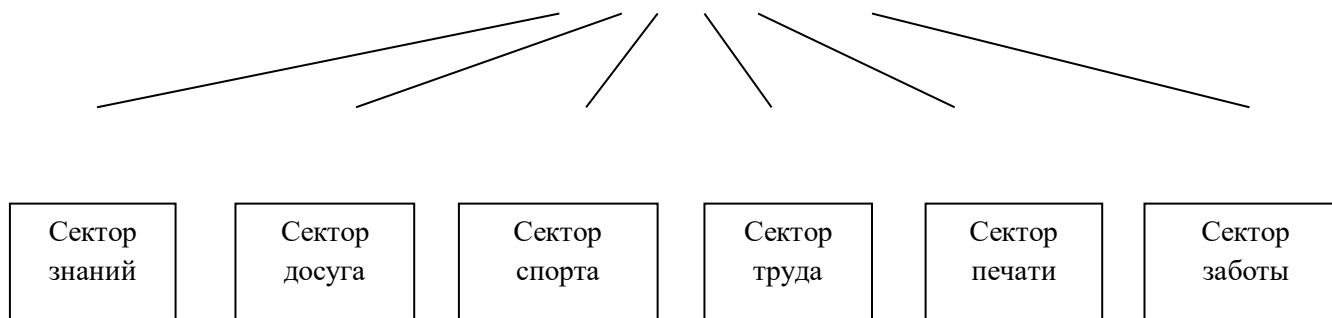 Сектор
знаний
Сектор
досуга
Сектор
спорта
Сектор
труда
Сектор
печати
Сектор
заботы